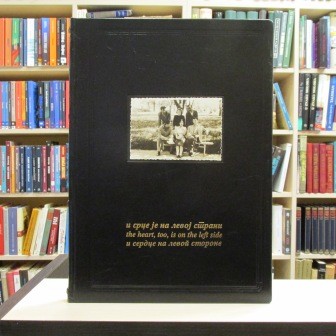 и срце је на левој страни
the heart, too, is on the left side
и сердце на левой стороне